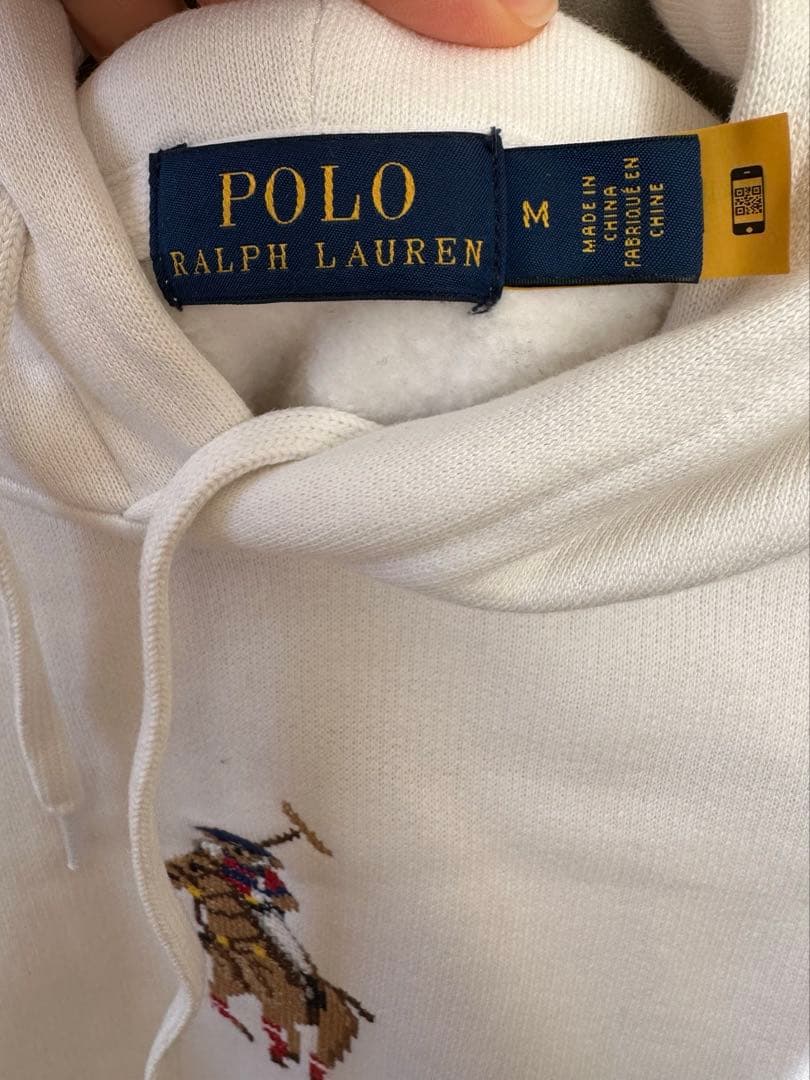 POLO
RALPH LAUREN
M
MADE IN
CHINA
FABRIQUÉ EN
CHINE